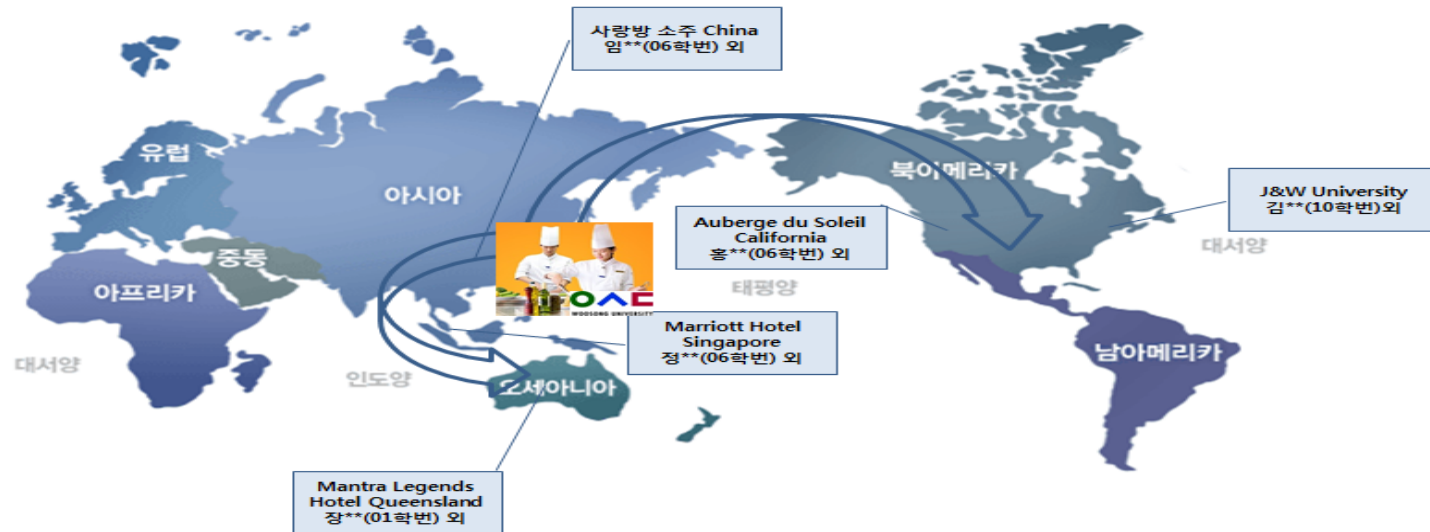 사랑방 소주 China
임**(06학번) 외
유럽
아시아
북아메리카
J&W University
김**(10학번)외
Auberge du Soleil
California
홍**(06학번) 외
대서양
중동
아프리카
태평양
WOOSONG UNIVERSITY
Marriott Hotel
Singapore
정**(06학번) 외
남아메리카
대서양
인도양
오세아니아
Mantra Legends
Hotel Queensland
장**(01학번) 외